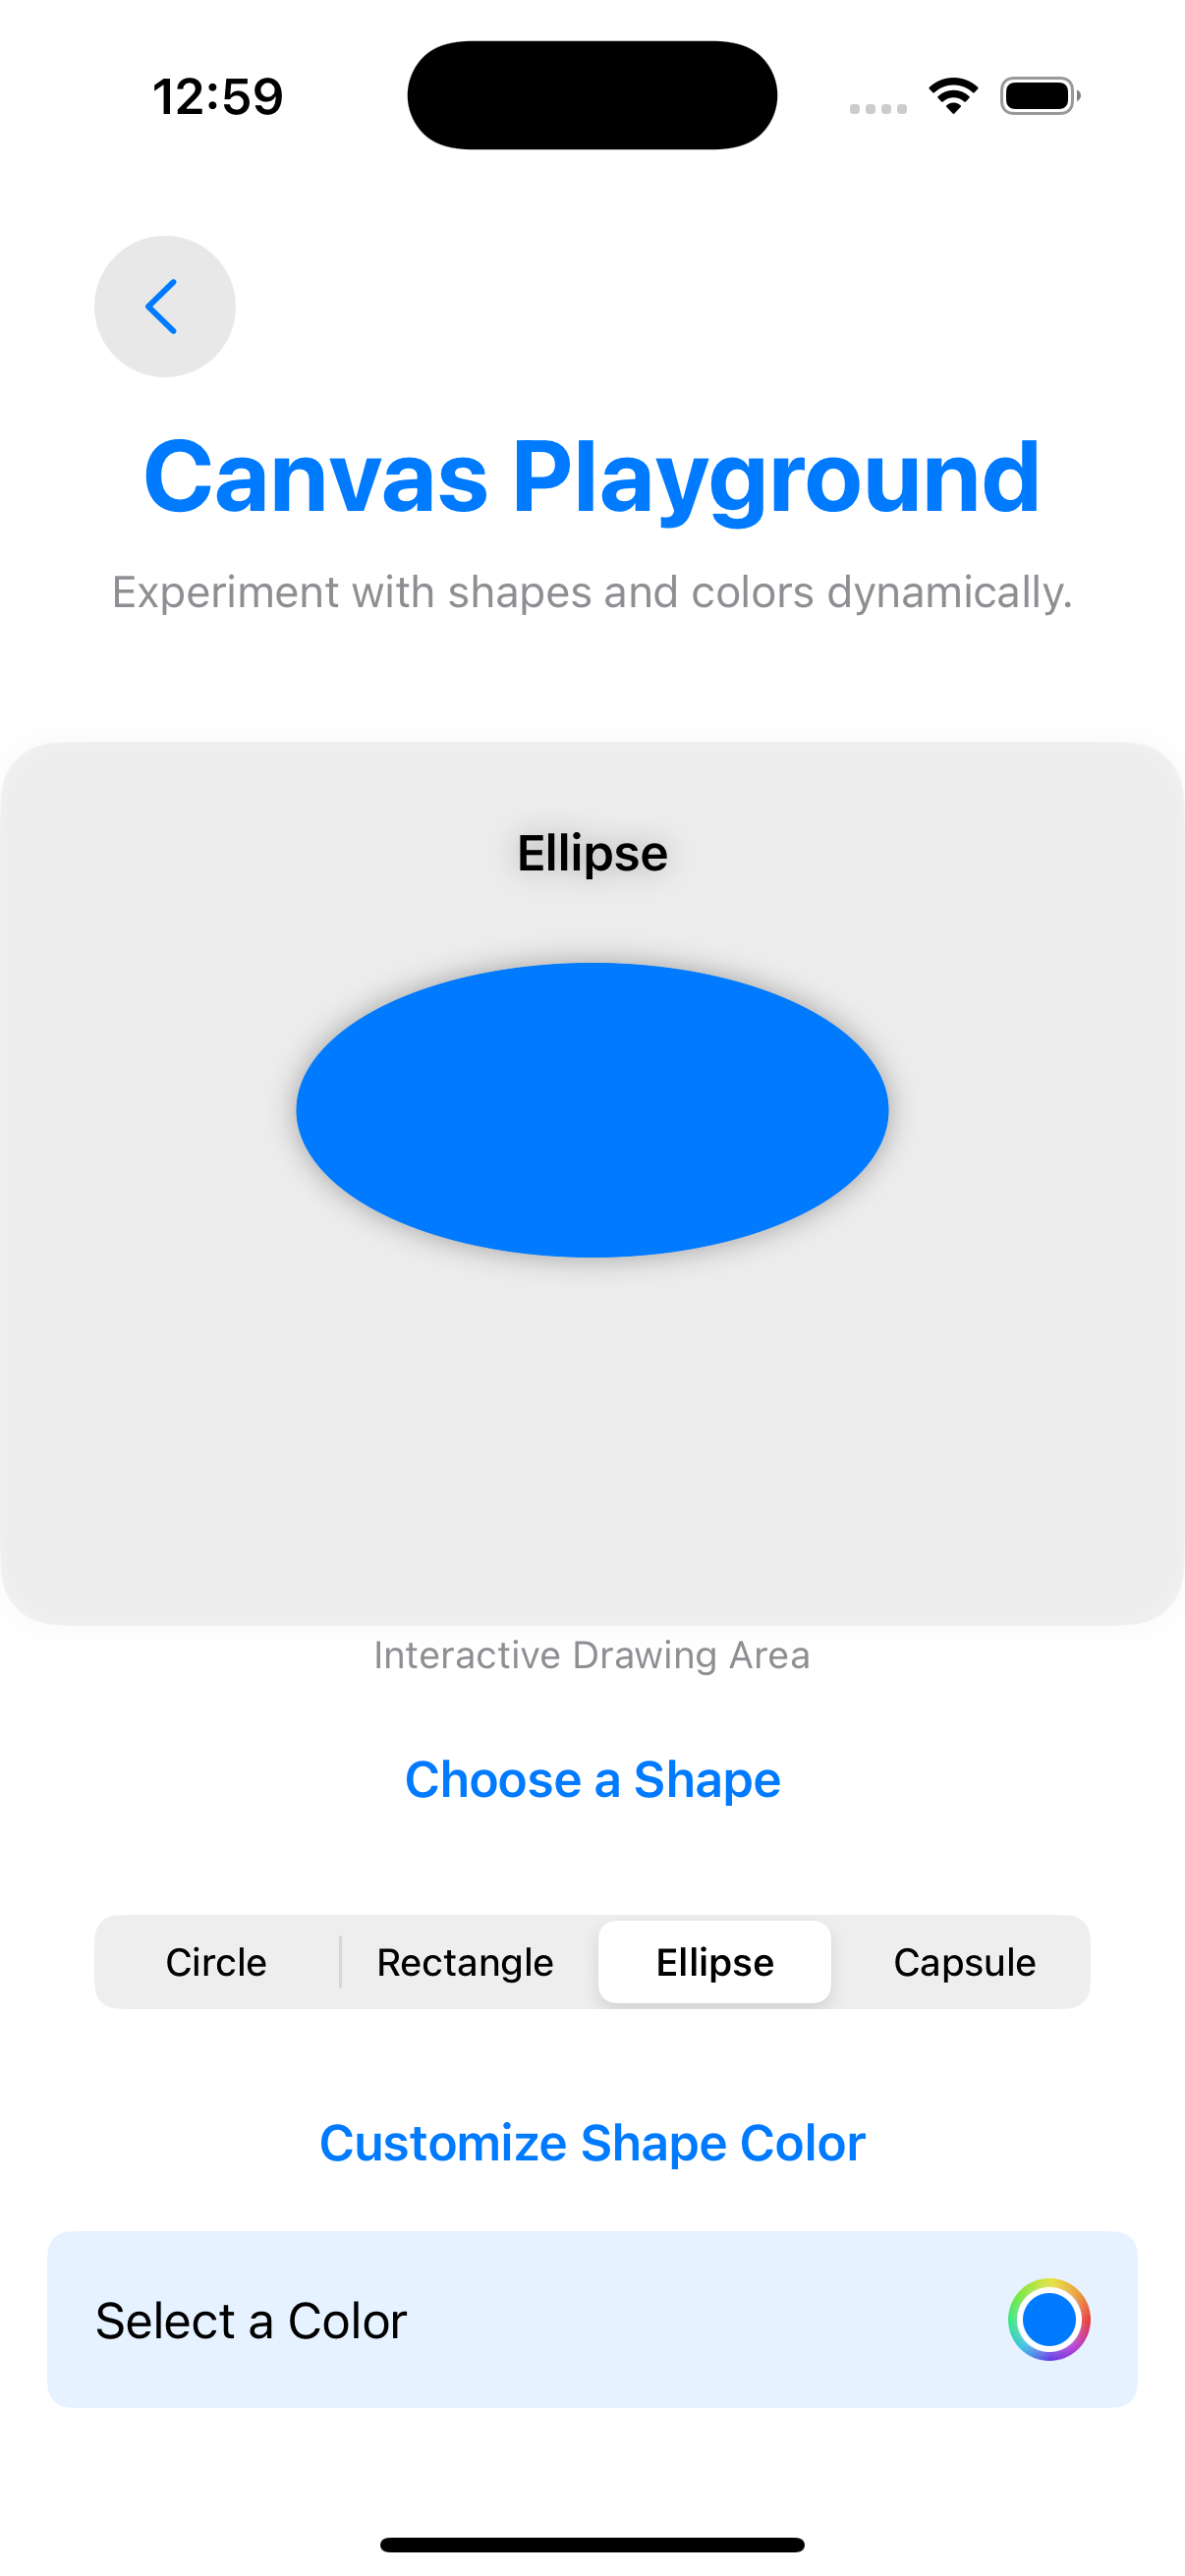 12:59
Canvas Playground
Experiment with shapes and colors dynamically.
Ellipse
Interactive Drawing Area
Choose a Shape
Circle Rectangle Ellipse Capsule
Customize Shape Color
Select a Color